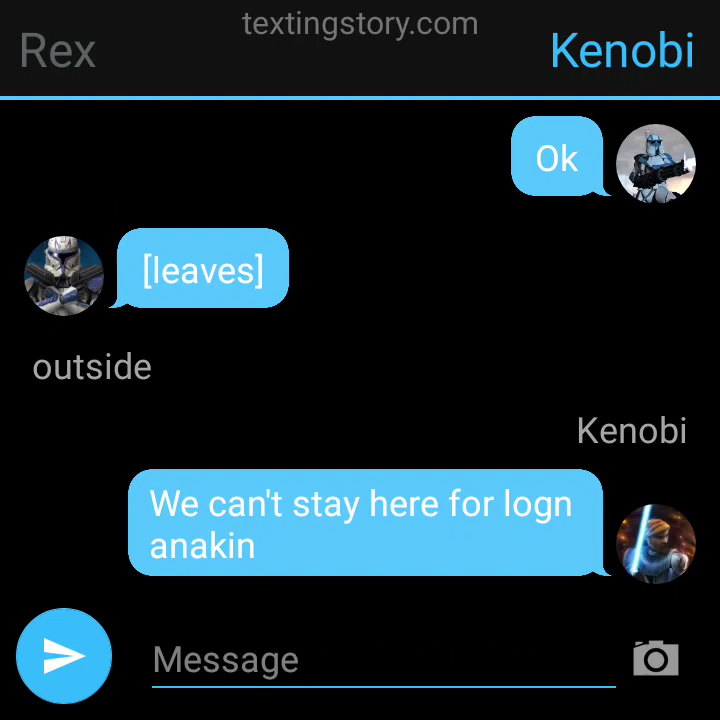 textingstory.com
Rex
Kenobi
Ok
[leaves]
outside
Kenobi
We can't stay here for logn
anakin
Message